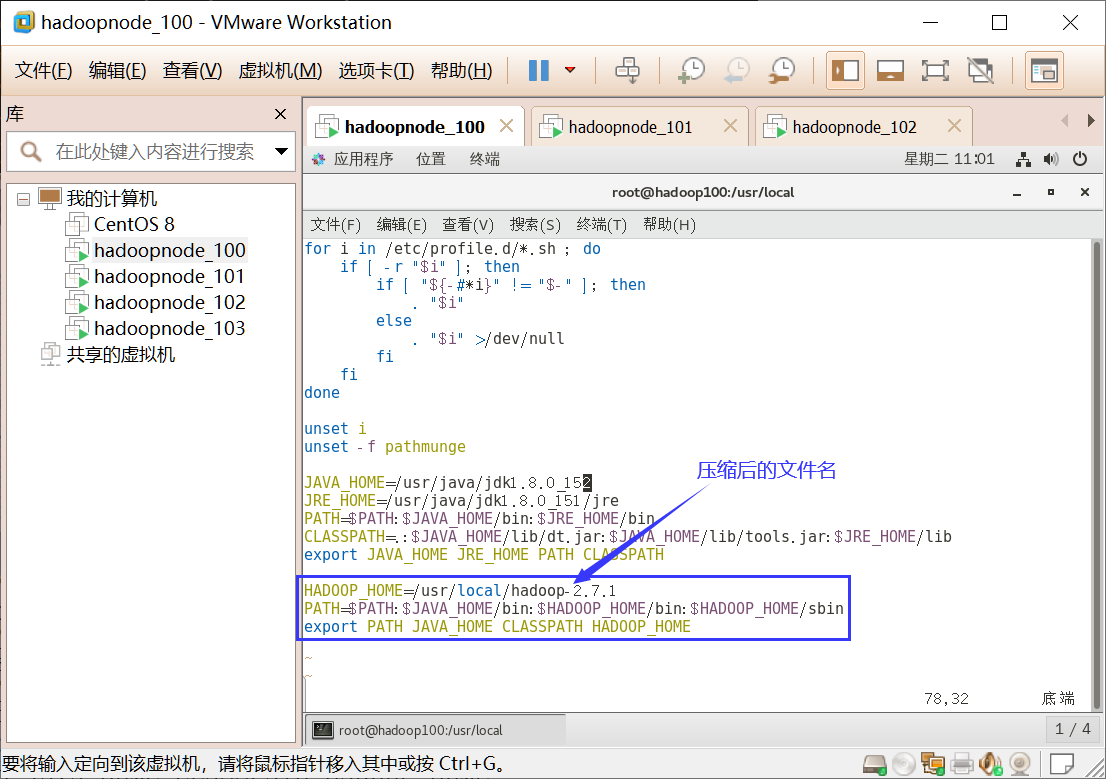 hadoopnode_100 - VMware Workstation
文件(F) 编辑(E) 查看(V) 虚拟机(M) 选项卡(T) 帮助(H)
库
在此处键入内容进行搜索
我的计算机
CentOS 8
hadoopnode_100
hadoopnode_101
hadoopnode_102
hadoopnode_103
共享的虚拟机
hadoopnode_100 hadoopnode_101 hadoopnode_102
应用程序 位置 终端 星期二 11:01
root@hadoop100:/usr/local
文件(F) 编辑(E) 查看(V) 搜索(S) 终端(T) 帮助(H)
for i in /etc/profile.d/*.sh ; do
if [ -r "$i" ]; then
if [ "${-#*i}" != "$-" ]; then
. "$i"
else
. "$i" >/dev/null
fi
fi
done
unset i
unset -f pathmunge
压缩后的文件名
JAVA_HOME=/usr/java/jdk1.8.0_152
JRE_HOME=/usr/java/jdk1.8.0_151/jre
PATH=$PATH:$JAVA_HOME/bin:$JRE_HOME/bin
CLASSPATH=.:$JAVA_HOME/lib/dt.jar:$JAVA_HOME/lib/tools.jar:$JRE_HOME/lib
export JAVA_HOME JRE_HOME PATH CLASSPATH
HADOOP_HOME=/usr/local/hadoop-2.7.1
PATH=$PATH:$JAVA_HOME/bin:$HADOOP_HOME/bin:$HADOOP_HOME/sbin
export PATH JAVA_HOME CLASSPATH HADOOP_HOME
~
~
78,32 底端
root@hadoop100:/usr/local 1 / 4
要将输入定向到该虚拟机，请将鼠标指针移入其中或按 Ctrl+G。